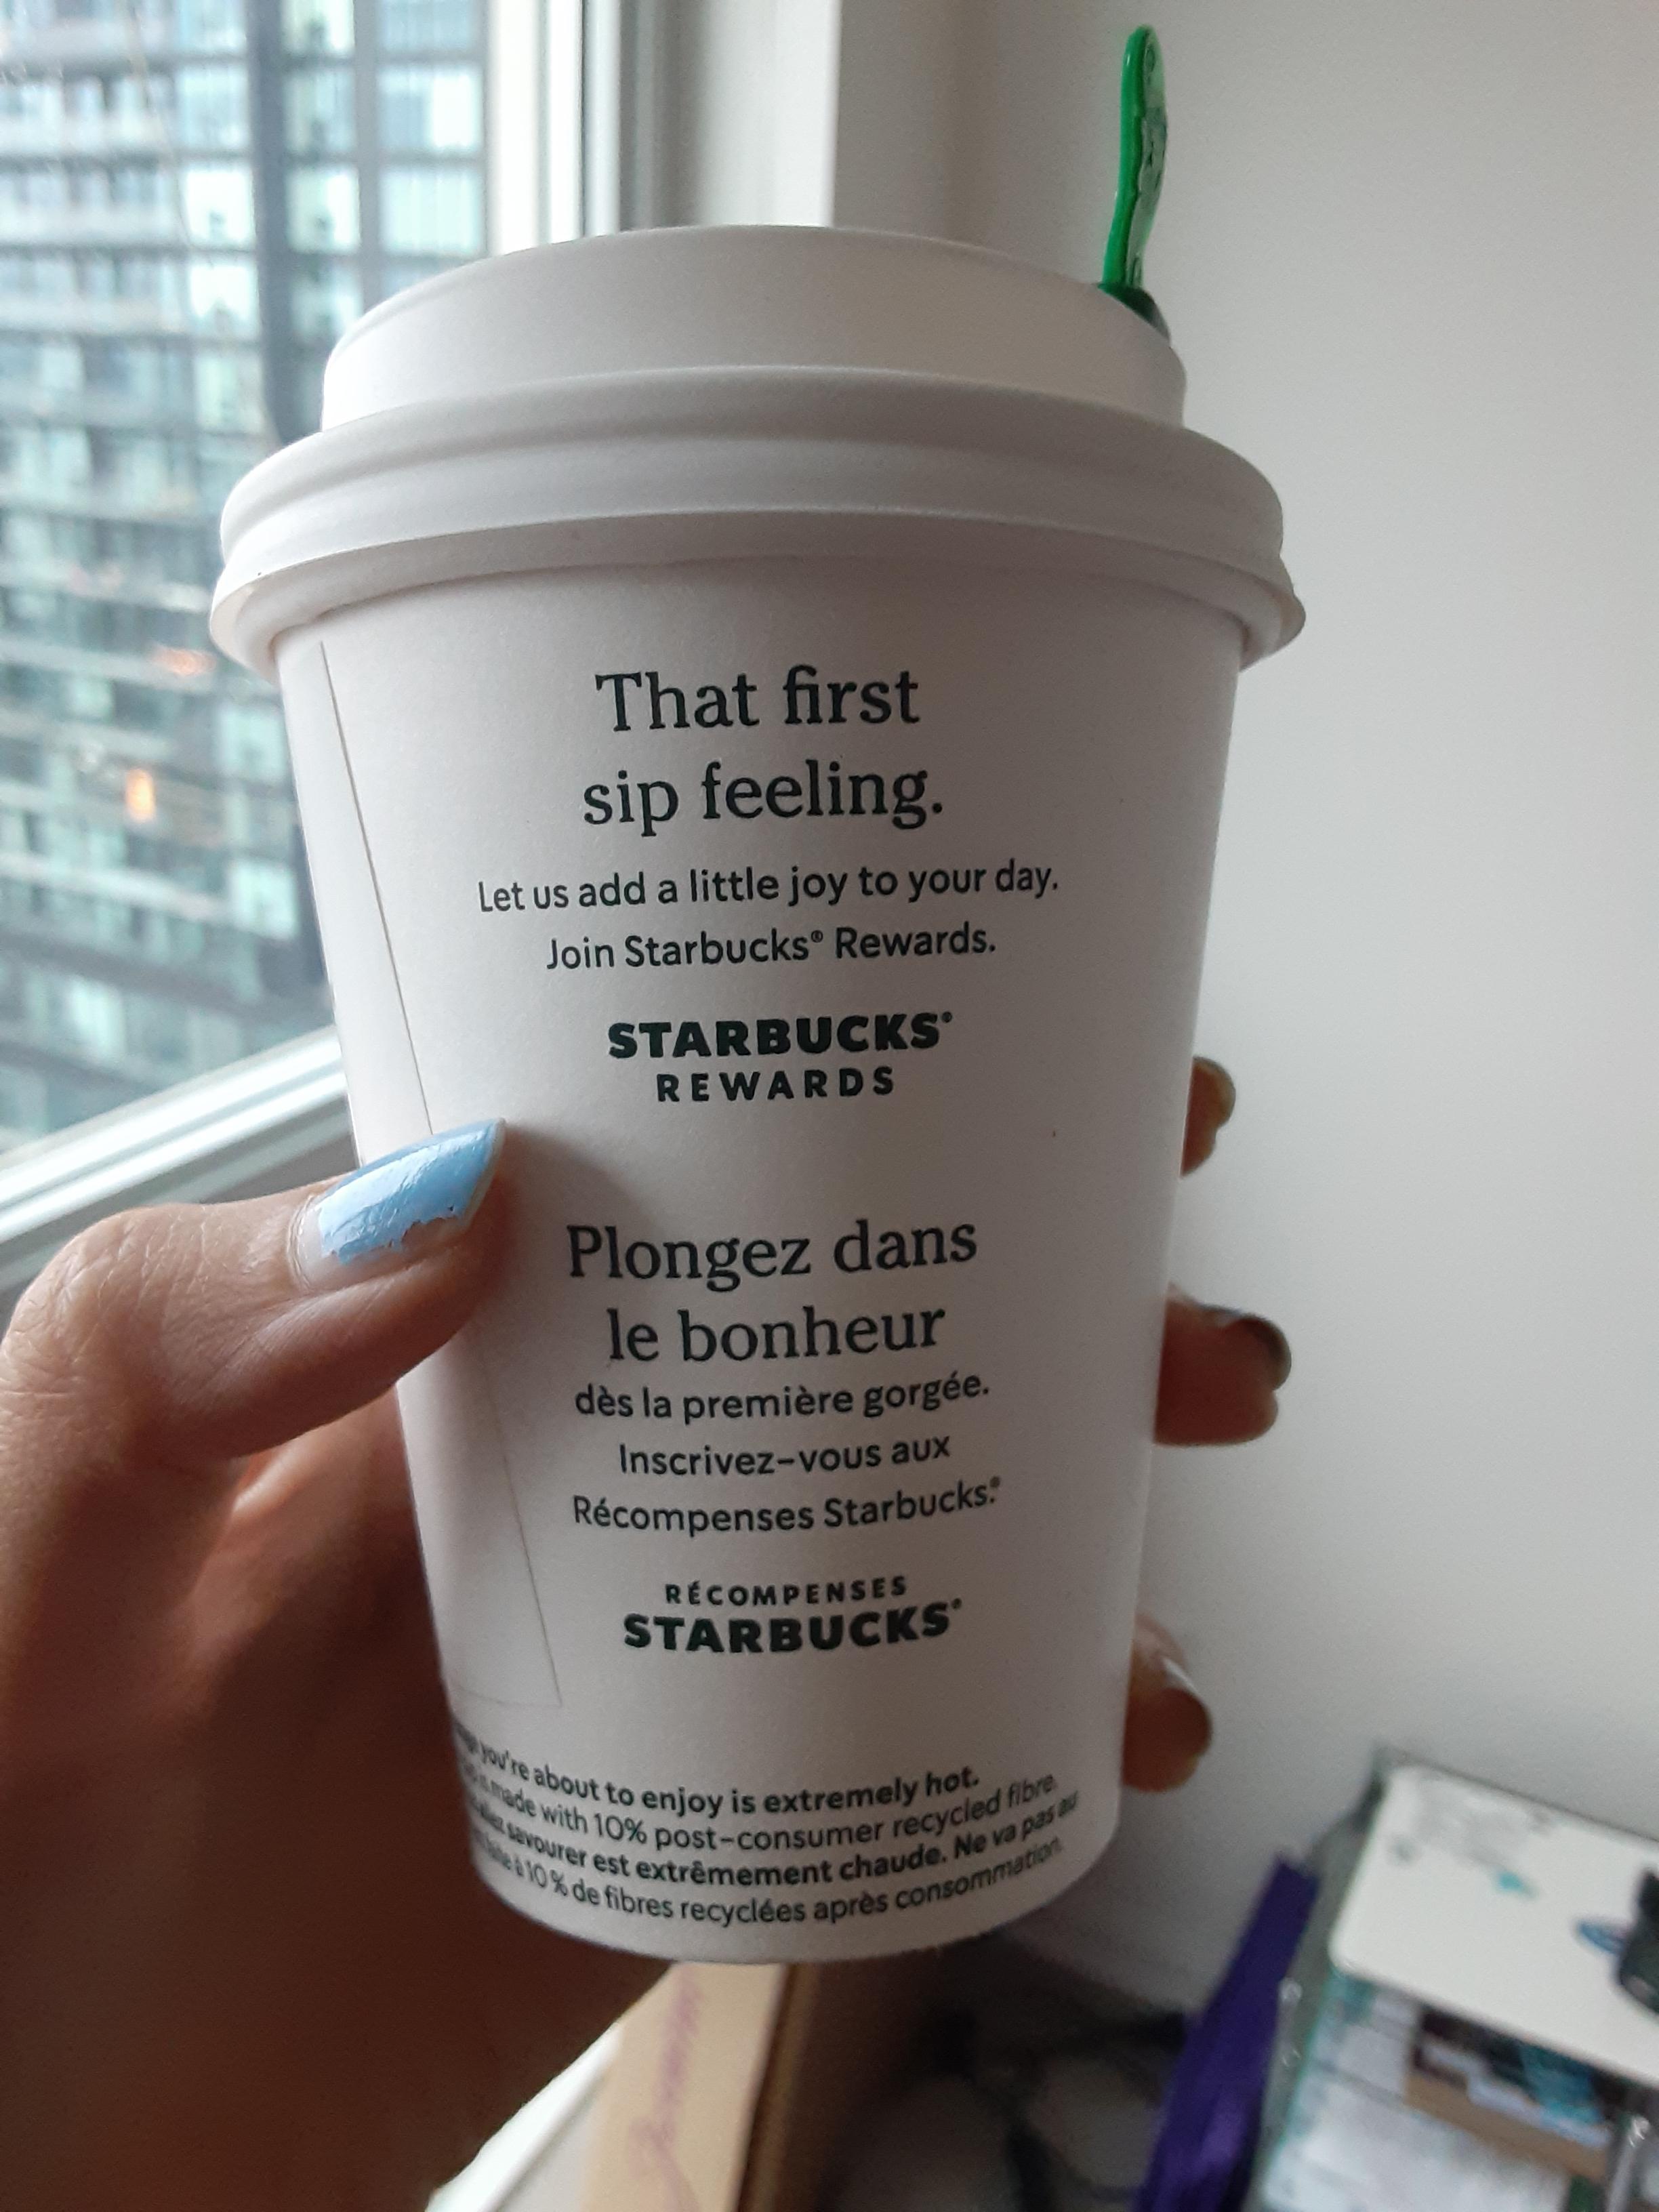 That first
sip feeling.
Let us add a little joy to your day.
Join Starbucks® Rewards.
STARBUCKS®
REWARDS
Plongez dans
le bonheur
dès la première gorgée.
Inscrivez-vous aux
Récompenses Starbucks.®
RÉCOMPENSES
STARBUCKS®
you're about to enjoy is extremely hot.
is made with 10% post-consumer recycled fibre.
savourer est extrêmement chaude. Ne va pas au
à 10 % de fibres recyclées après consommation.